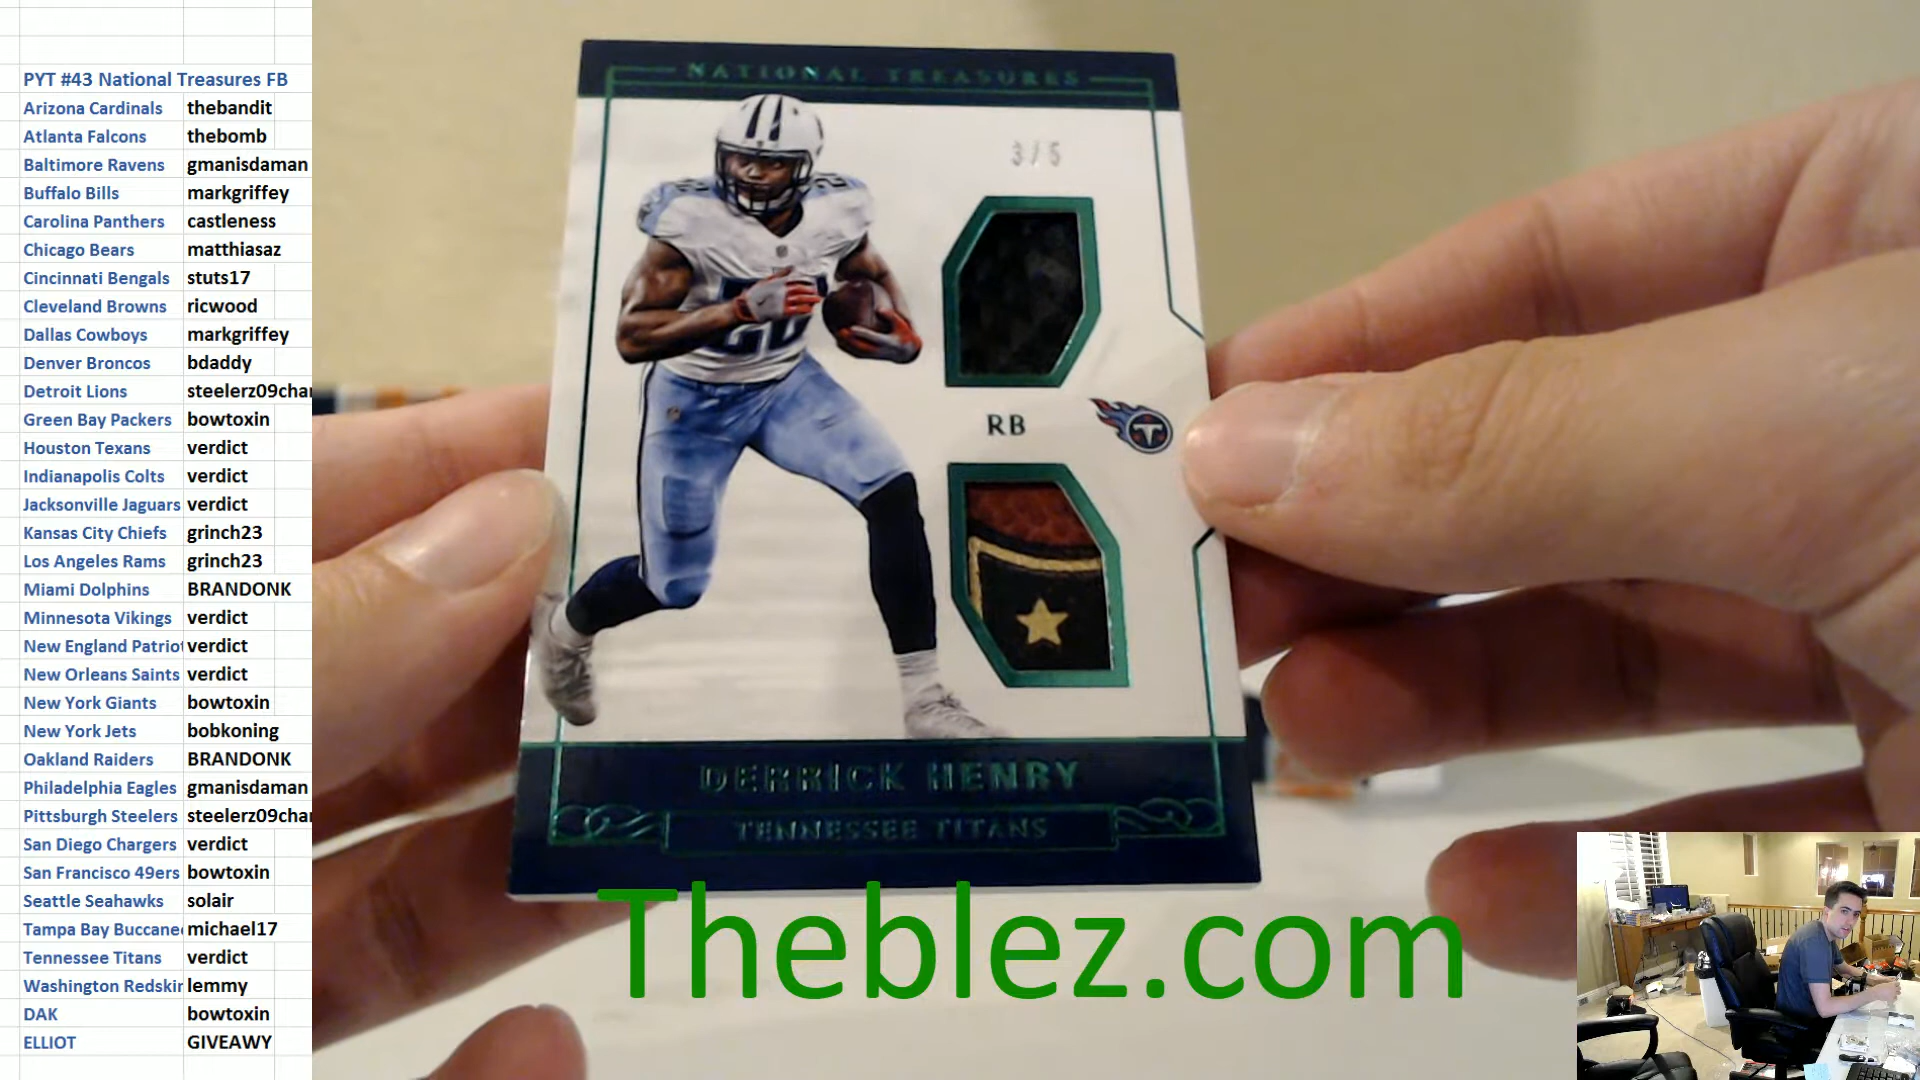 PYT #43 National Treasures FB
Arizona Cardinals thebandit
Atlanta Falcons thebomb
Baltimore Ravens gmanisdaman
Buffalo Bills markgriffey
Carolina Panthers castleness
Chicago Bears matthiasaz
Cincinnati Bengals stuts17
Cleveland Browns ricwood
Dallas Cowboys markgriffey
Denver Broncos bdaddy
Detroit Lions steelerz09char
Green Bay Packers bowtoxin
Houston Texans verdict
Indianapolis Colts verdict
Jacksonville Jaguars verdict
Kansas City Chiefs grinch23
Los Angeles Rams grinch23
Miami Dolphins BRANDONK
Minnesota Vikings verdict
New England Patriot verdict
New Orleans Saints verdict
New York Giants bowtoxin
New York Jets bobkoning
Oakland Raiders BRANDONK
Philadelphia Eagles gmanisdaman
Pittsburgh Steelers steelerz09char
San Diego Chargers verdict
San Francisco 49ers bowtoxin
Seattle Seahawks solair
Tampa Bay Buccanee michael17
Tennessee Titans verdict
Washington Redskin lemmy
DAK bowtoxin
ELLIOT GIVEAWY
NATIONAL TREASURES
3/5
RB
T
DERRICK HENRY
TENNESSEE TITANS
Theblez.com